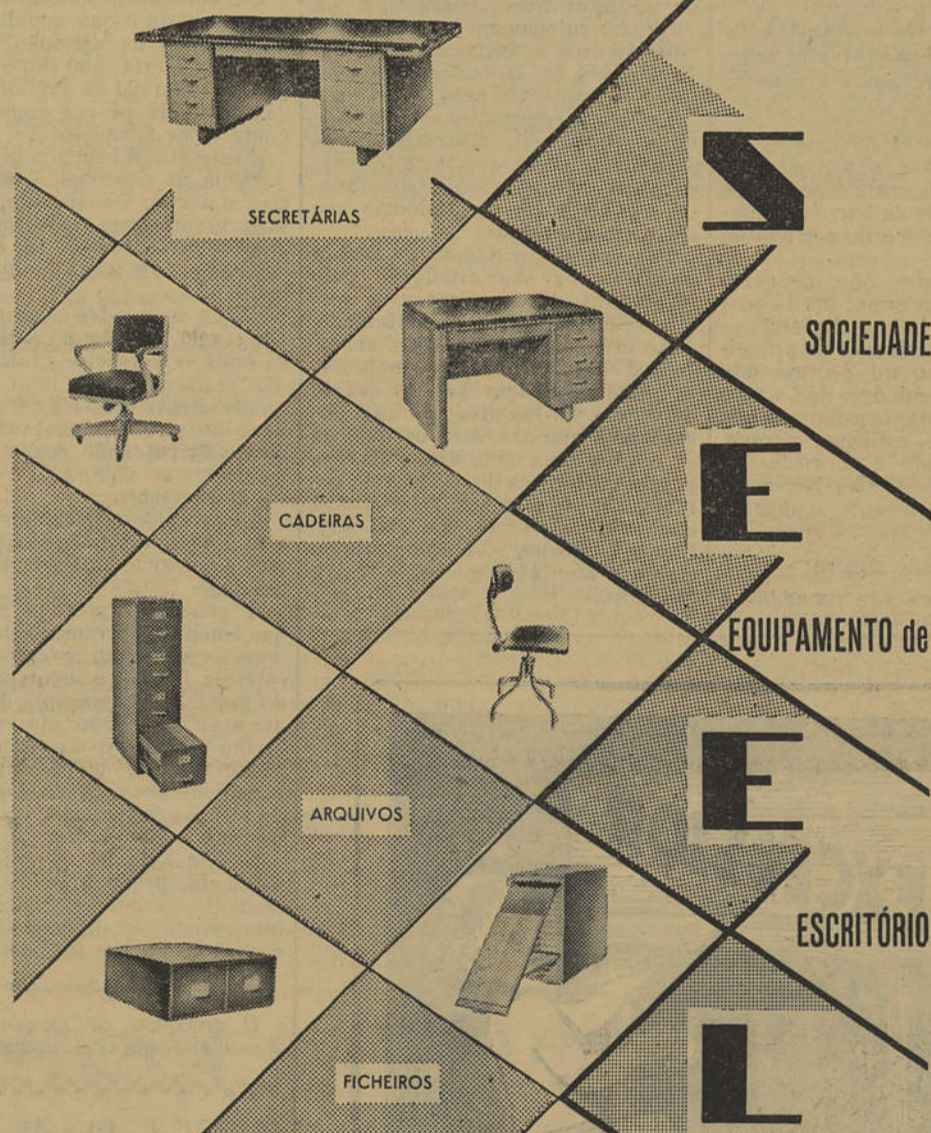 S
SECRETÁRIAS
SOCIEDADE
E
CADEIRAS
EQUIPAMENTO de
E
ARQUIVOS
ESCRITÓRIO
L
FICHEIROS